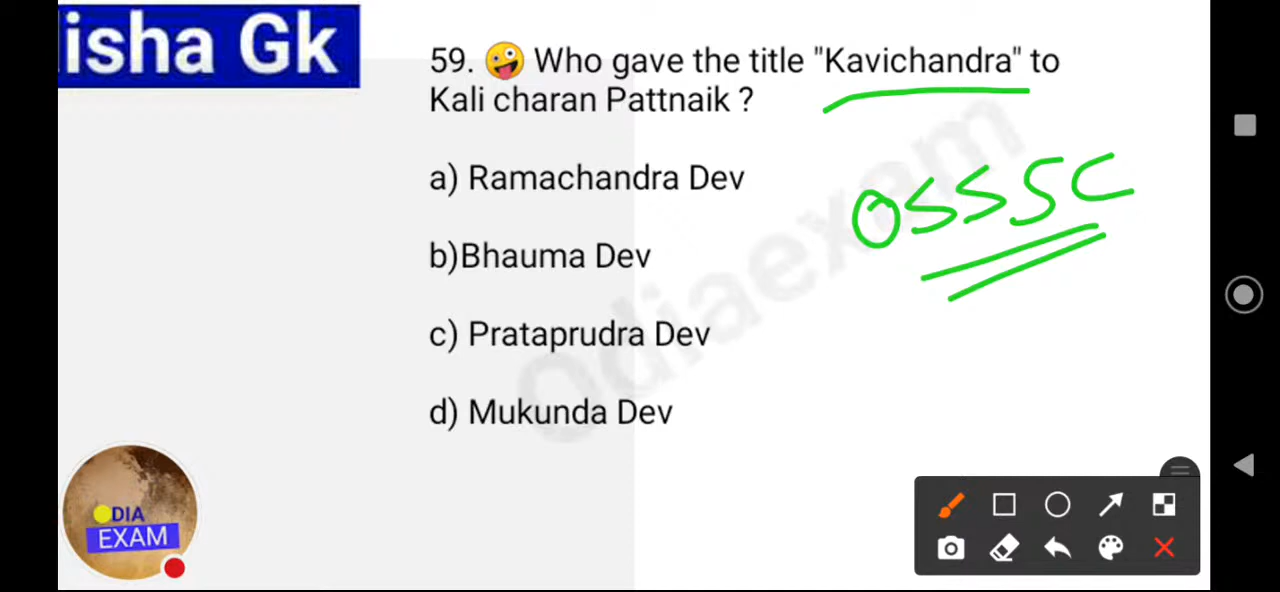 isha Gk
59. 🤪 Who gave the title "Kavichandra" to
Kali charan Pattnaik ?
OSSSC
a) Ramachandra Dev
b)Bhauma Dev
c) Prataprudra Dev
d) Mukunda Dev
Odiaexam
DIA
EXAM